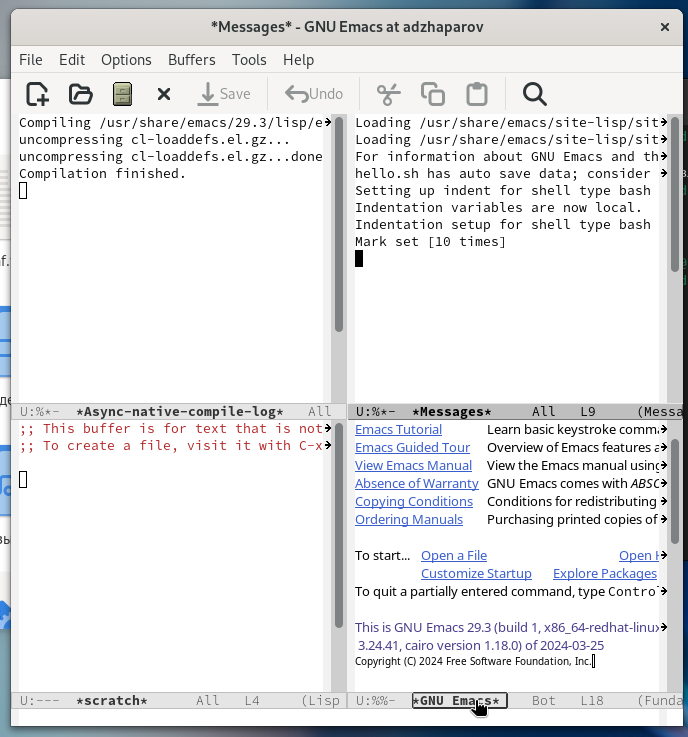 *Messages* - GNU Emacs at adzhaparov
File Edit Options Buffers Tools Help
Save Undo
Compiling /usr/share/emacs/29.3/lisp/e
uncompressing cl-loaddefs.el.gz...
uncompressing cl-loaddefs.el.gz...done
Compilation finished.
U:%*- *Async-native-compile-log* All
Loading /usr/share/emacs/site-lisp/sit
Loading /usr/share/emacs/site-lisp/sit
For information about GNU Emacs and th
hello.sh has auto save data; consider
Setting up indent for shell type bash
Indentation variables are now local.
Indentation setup for shell type bash
Mark set [10 times]
U:%*- *Messages* All L9 (Messa
;; This buffer is for text that is not
;; To create a file, visit it with C-x
U:--- *scratch* All L4 (Lisp
Emacs Tutorial Learn basic keystroke comma
Emacs Guided Tour Overview of Emacs features a
View Emacs Manual View the Emacs manual using
Absence of Warranty GNU Emacs comes with ABSO
Copying Conditions Conditions for redistributing
Ordering Manuals Purchasing printed copies of
To start... Open a File Open H
Customize Startup Explore Packages
To quit a partially entered command, type Control
This is GNU Emacs 29.3 (build 1, x86_64-redhat-linux
3.24.41, cairo version 1.18.0) of 2024-03-25
Copyright (C) 2024 Free Software Foundation, Inc.
U:%%- *GNU Emacs* Bot L18 (Funda